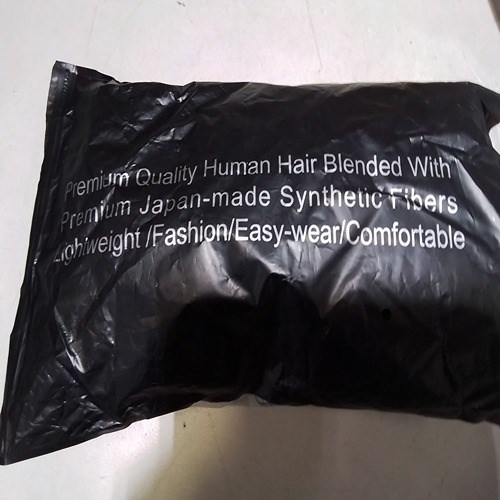 Premium Quality Human Hair Blended With
Premium Japan-made Synthetic Fibers
Lightweight /Fashion/Easy-wear/Comfortable